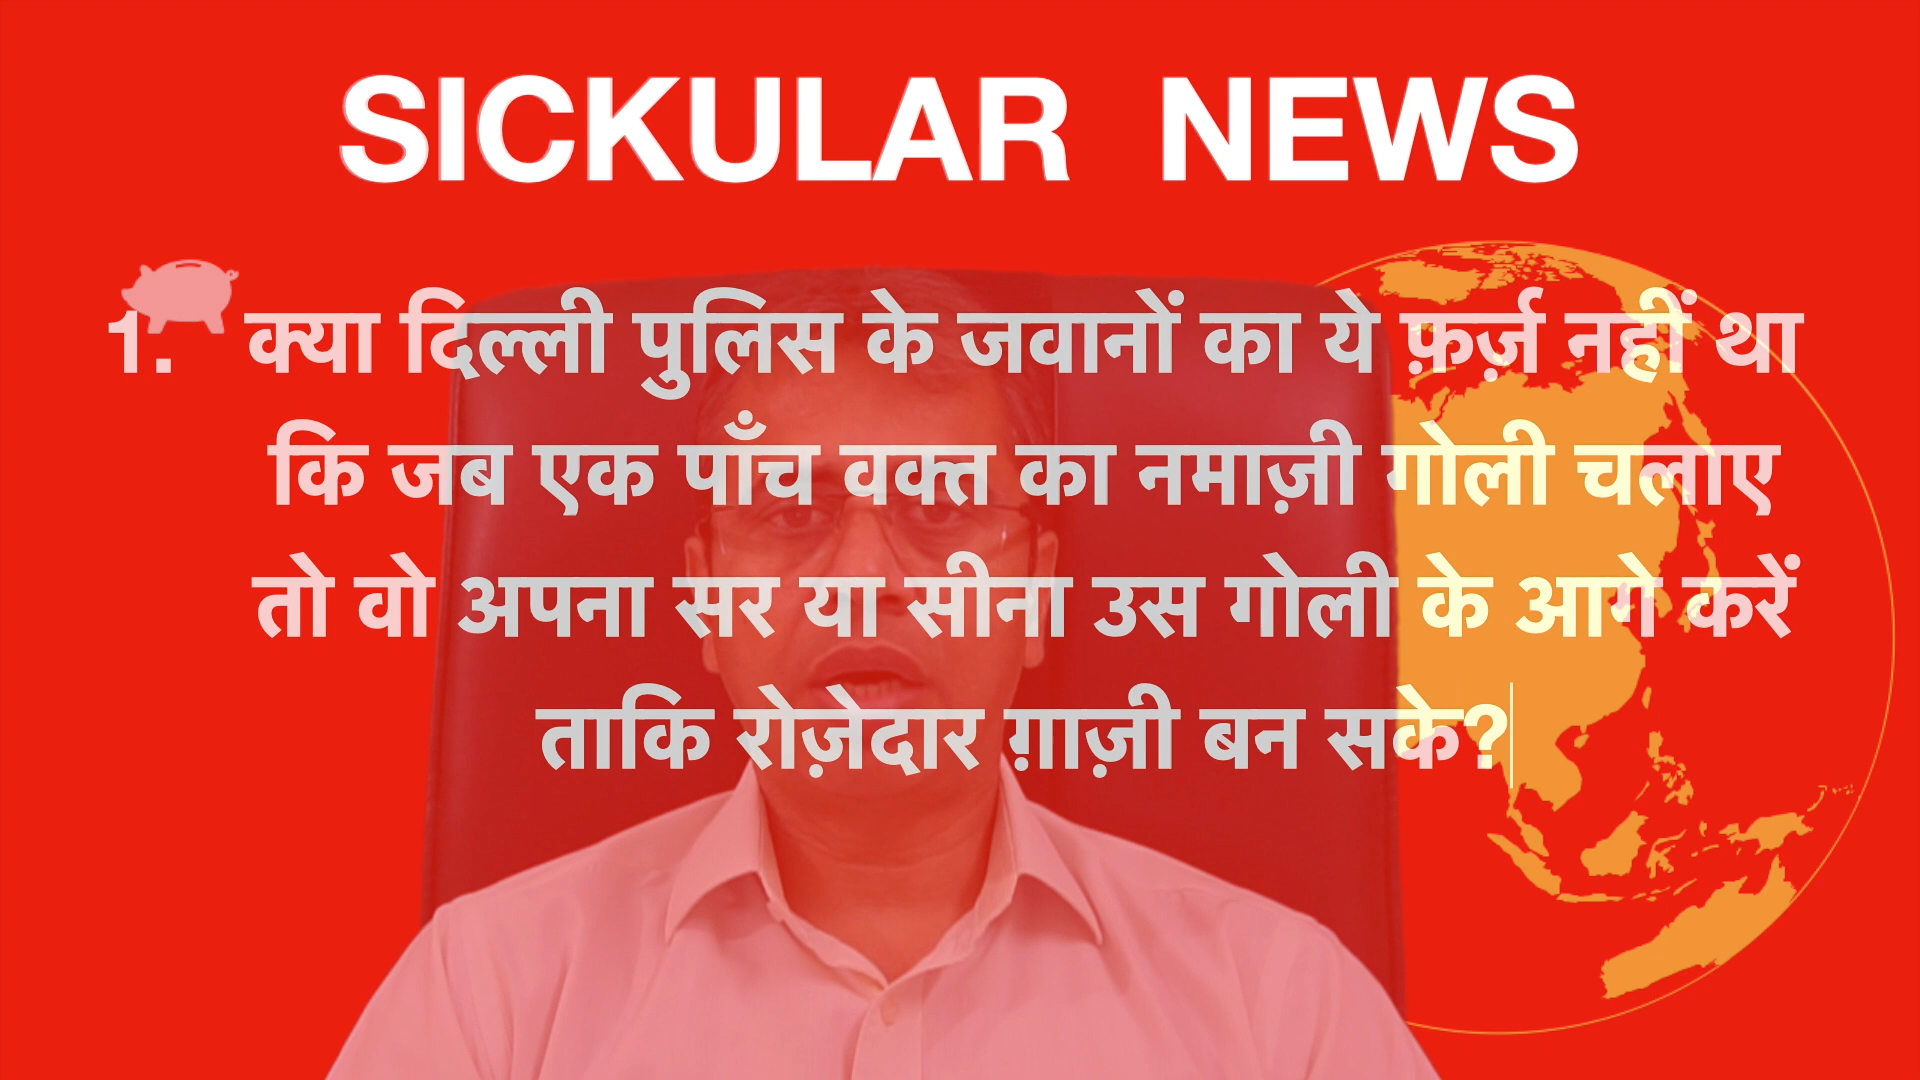 SICKULAR NEWS
1. क्या दिल्ली पुलिस के जवानों का ये फ़र्ज़ नहीं था
कि जब एक पाँच वक्त का नमाज़ी गोली चलाए
तो वो अपना सर या सीना उस गोली के आगे करें
ताकि रोज़ेदार ग़ाज़ी बन सके?